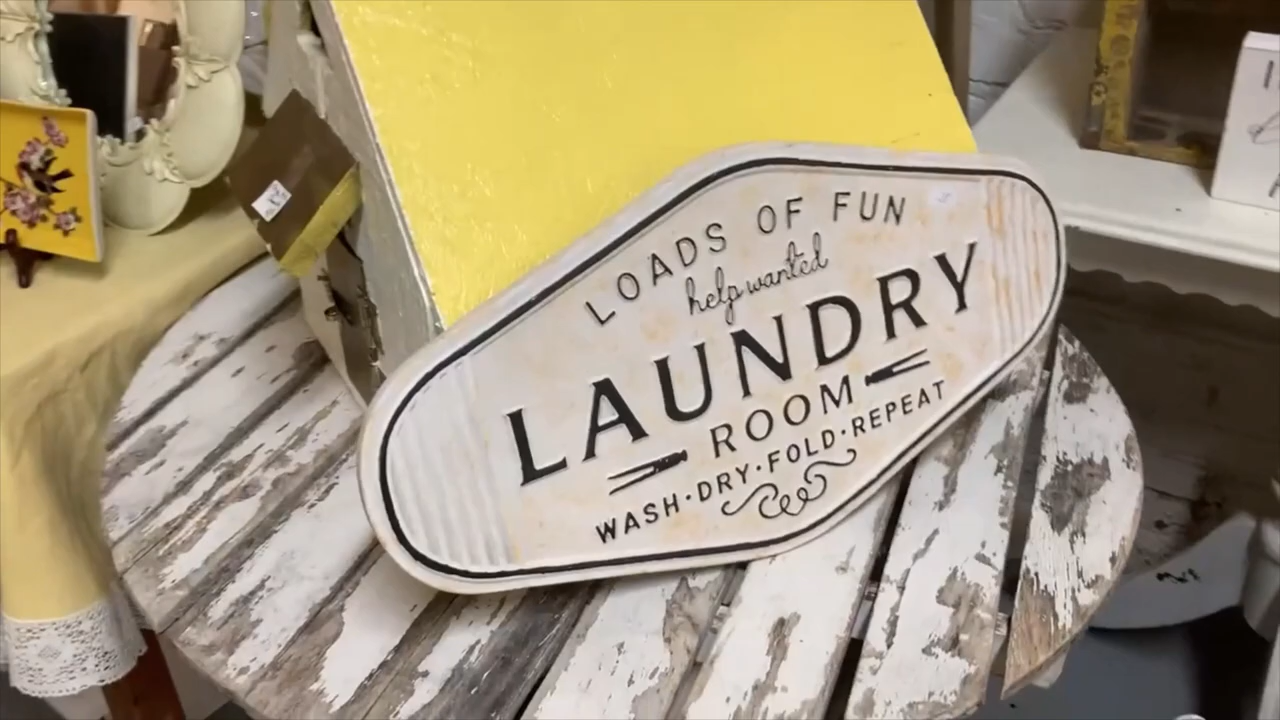 LOADS OF FUN
help wanted
LAUNDRY
ROOM
WASH·DRY·FOLD·REPEAT